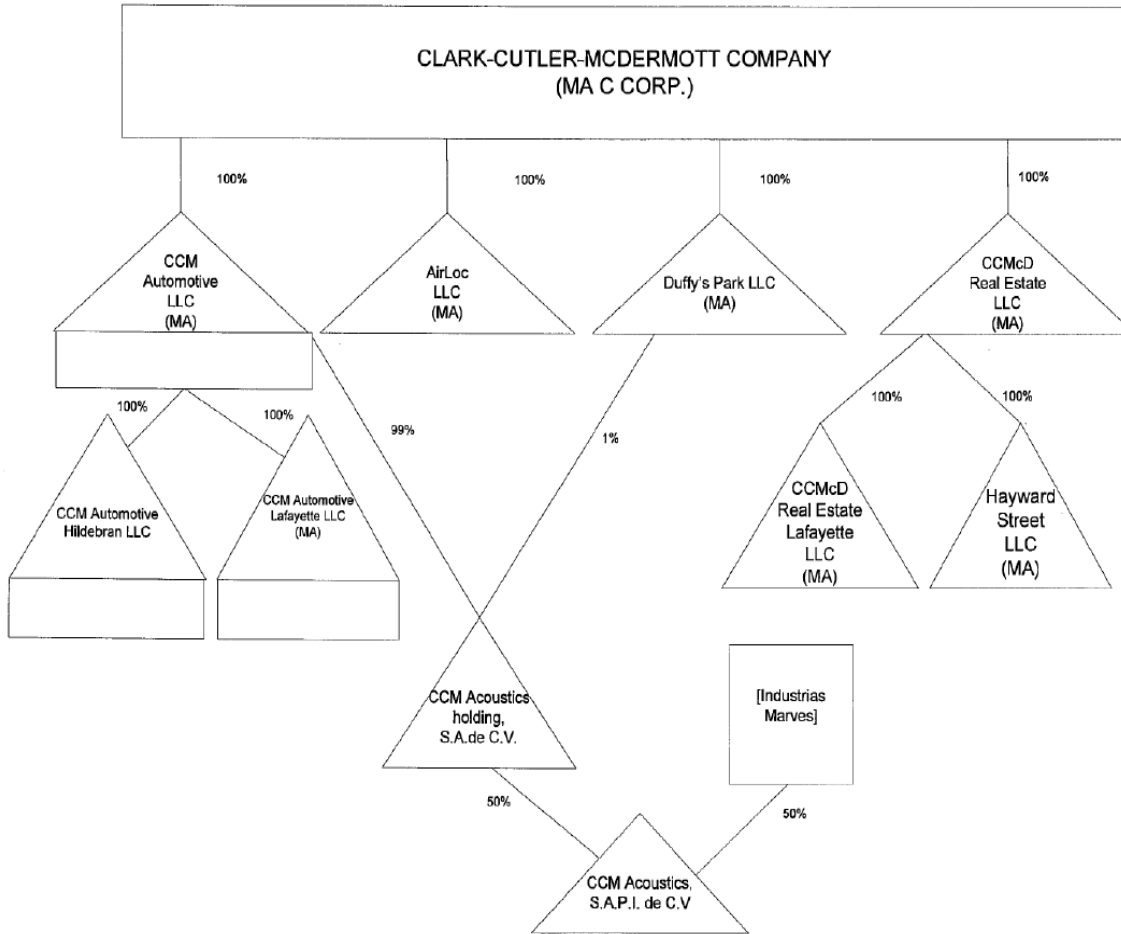 CLARK-CUTLER-MCDERMOTT COMPANY
(MA C CORP.)
100%
100%
100%
100%
CCM
Automotive
LLC
(MA)
AirLoc
LLC
(MA)
Duffy's Park LLC
(MA)
CCMcD
Real Estate
LLC
(MA)
100%
100%
99%
1%
100%
100%
CCM Automotive
Hildebran LLC
CCM Automotive
Lafayette LLC
(MA)
CCMcD
Real Estate
Lafayette
LLC
(MA)
Hayward
Street
LLC
(MA)
CCM Acoustics
holding,
S.A.de C.V.
[Industrias
Marves]
50%
50%
CCM Acoustics,
S.A.P.I. de C.V